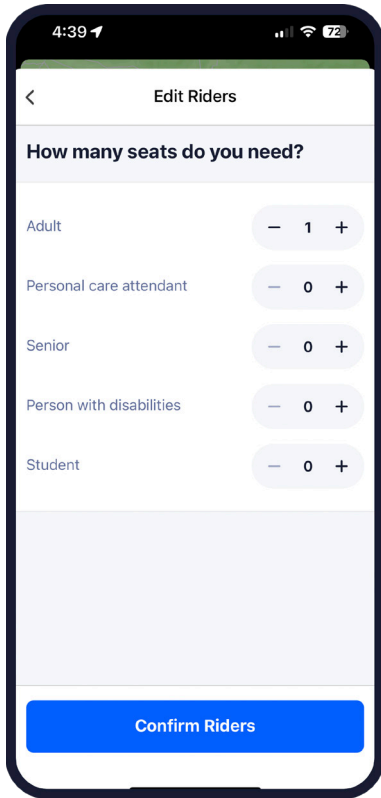 4:39 72
Edit Riders
How many seats do you need?
Adult − 1 +
Personal care attendant − 0 +
Senior − 0 +
Person with disabilities − 0 +
Student − 0 +
Confirm Riders